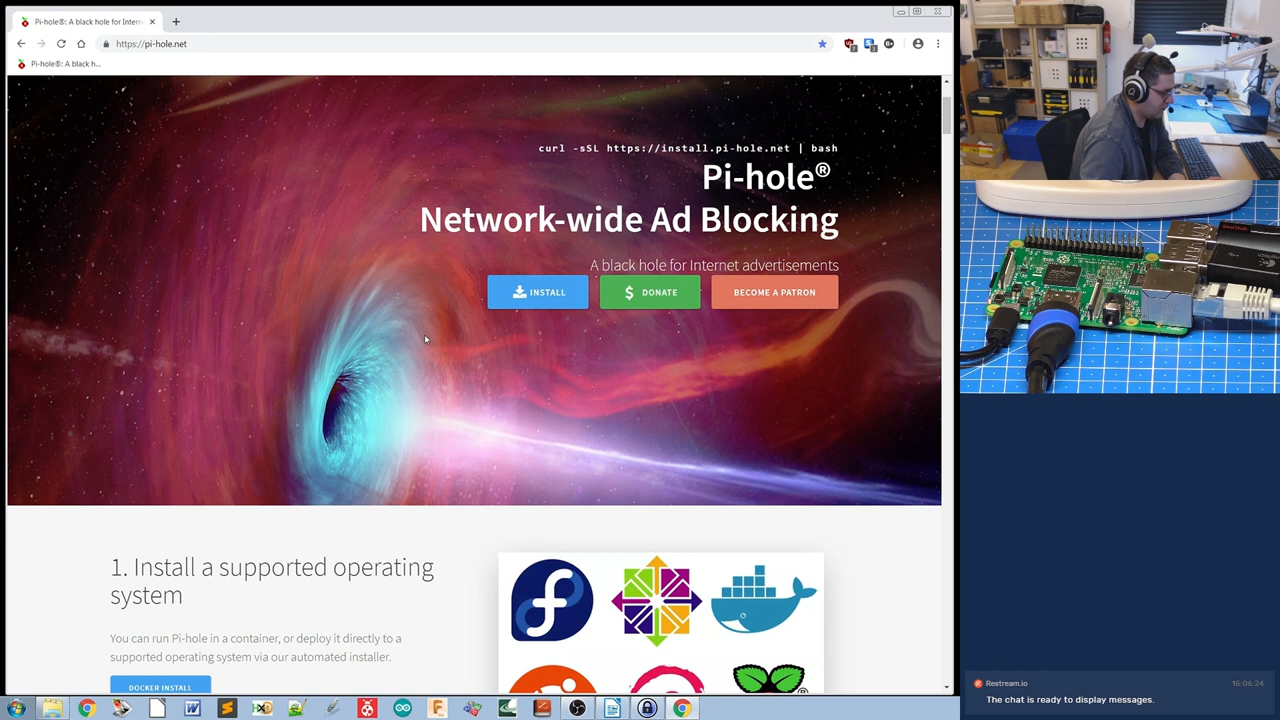 Pi-hole®: A black hole for Intern
https://pi-hole.net
Pi-hole®: A black h...
curl -sSL https://install.pi-hole.net | bash
Pi-hole®
Network-wide Ad Blocking
A black hole for Internet advertisements
INSTALL
$ DONATE
BECOME A PATRON
1. Install a supported operating
system
You can run Pi-hole in a container, or deploy it directly to a
supported operating system via our automated installer.
DOCKER INSTALL
Restream.io
15:06:24
The chat is ready to display messages.